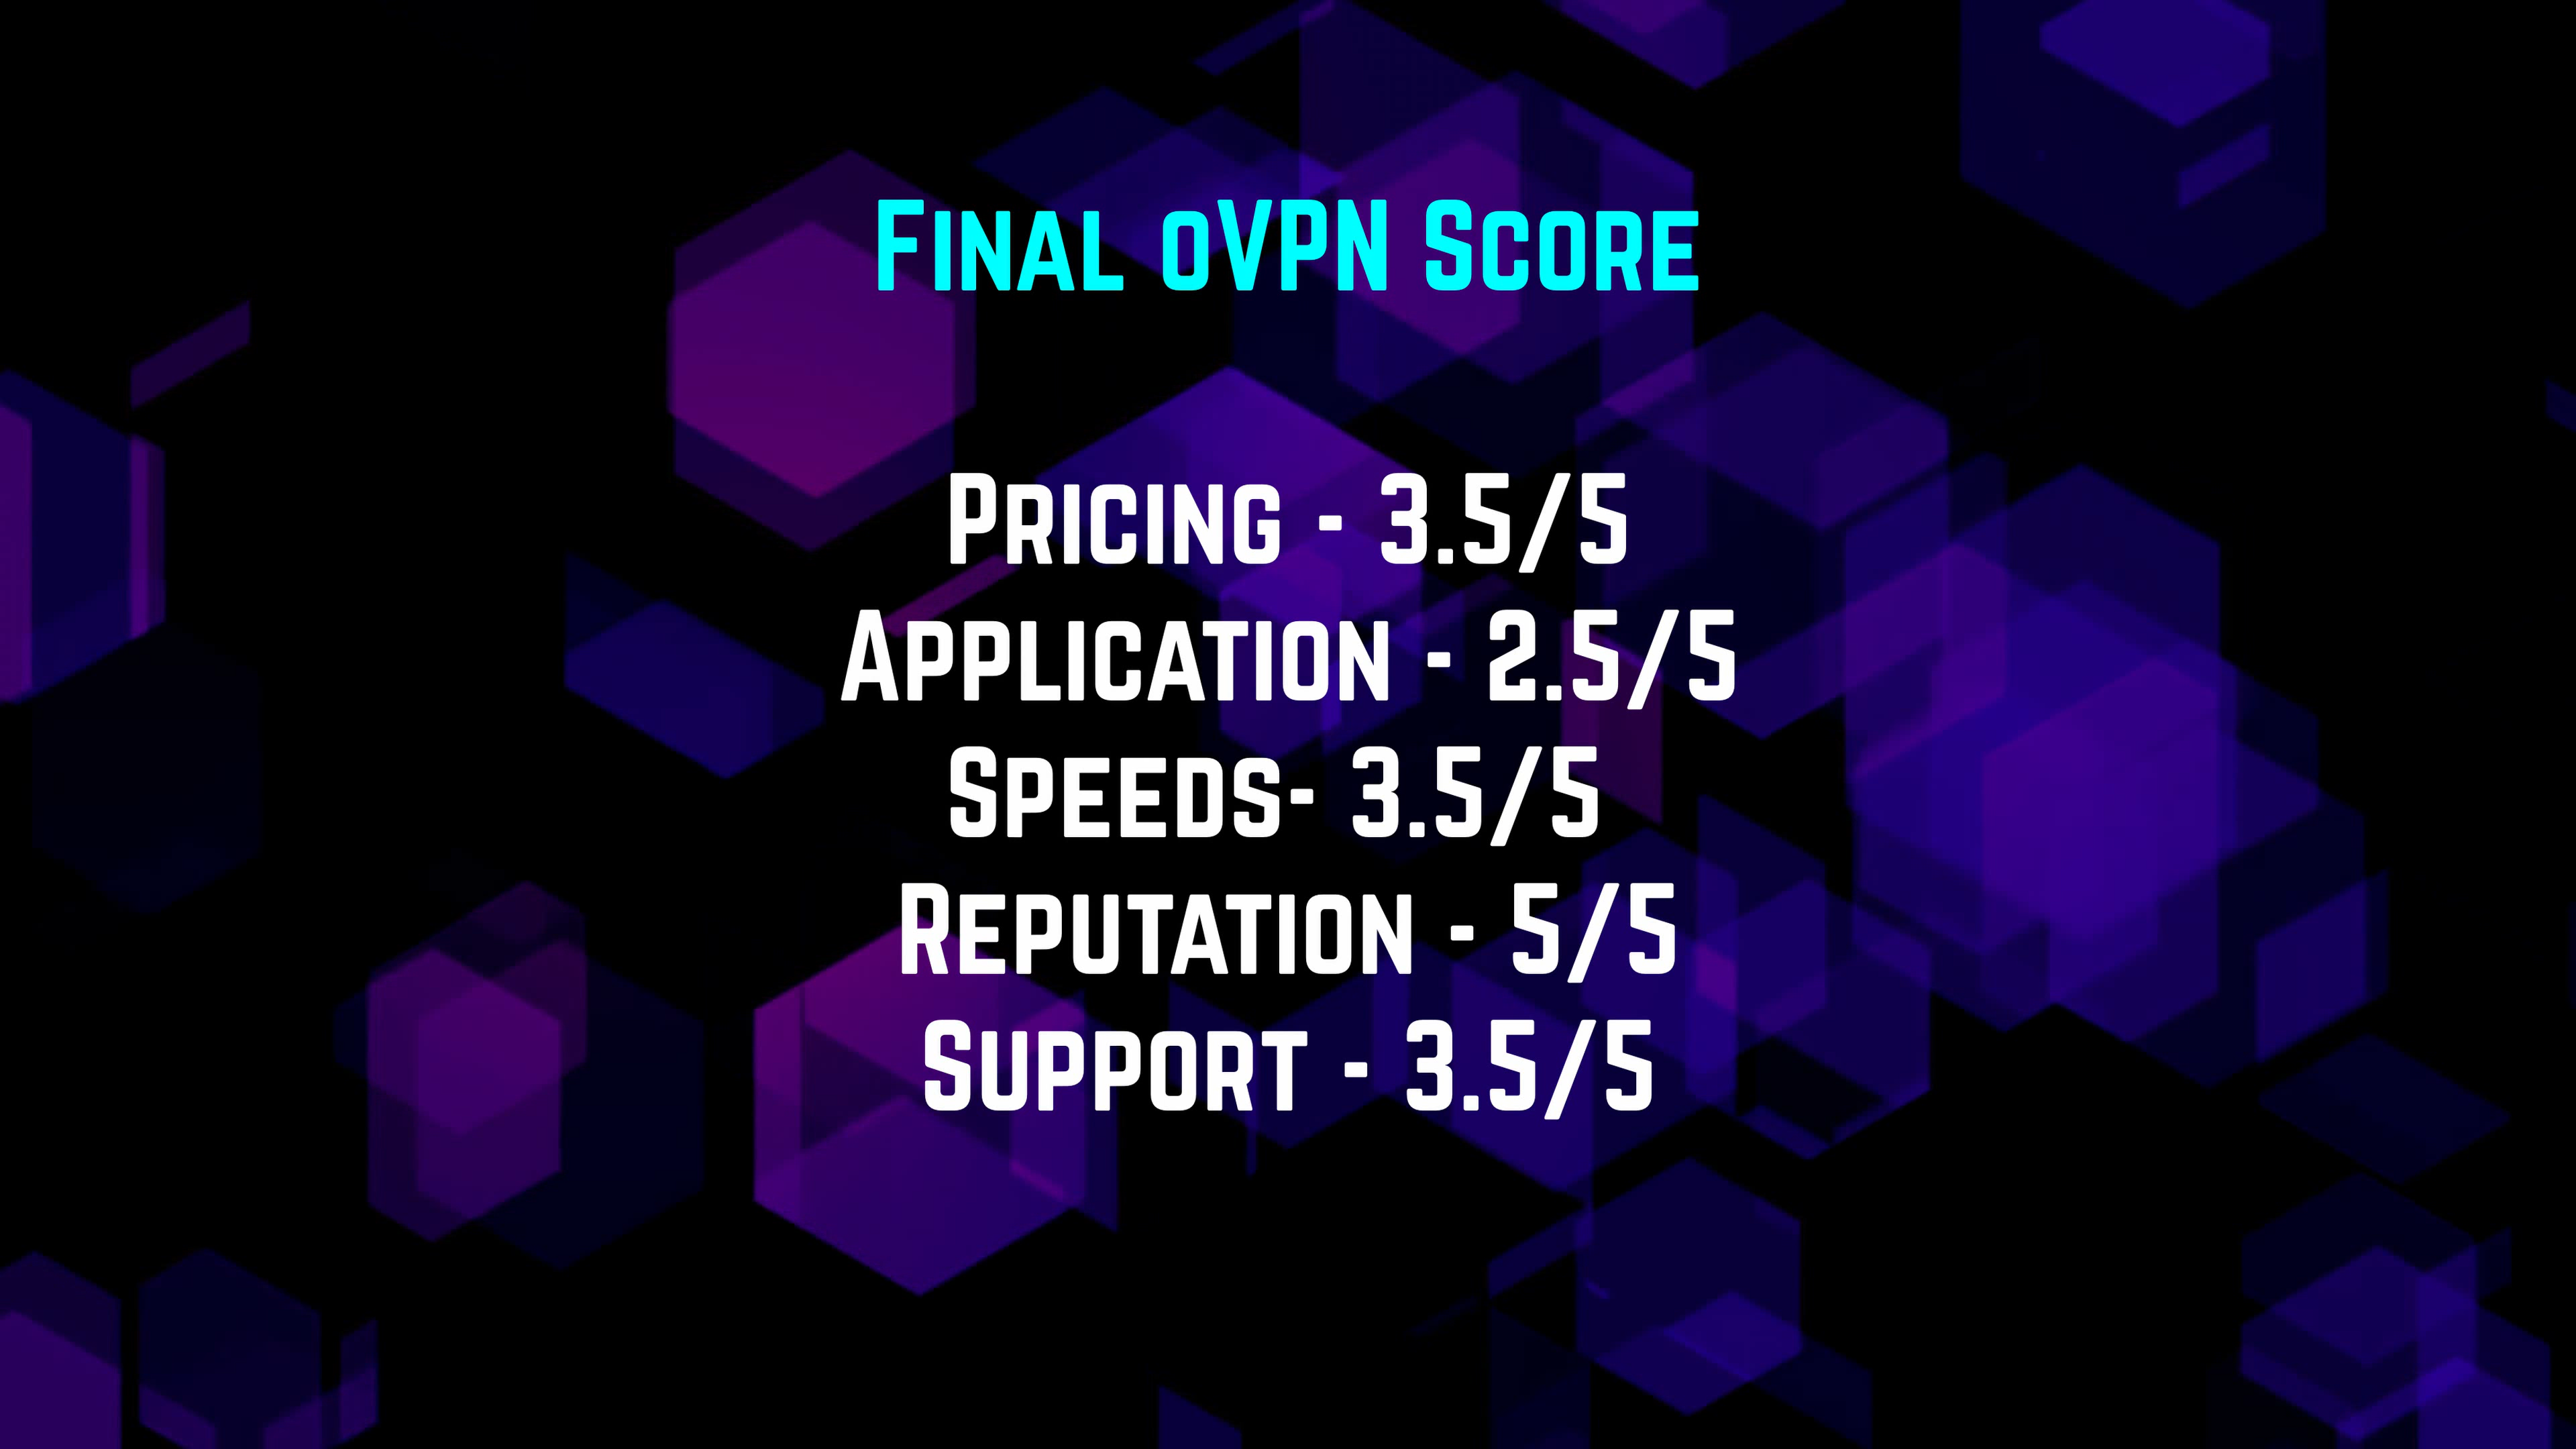 Final oVPN Score
Pricing - 3.5/5
Application - 2.5/5
Speeds- 3.5/5
Reputation - 5/5
Support - 3.5/5